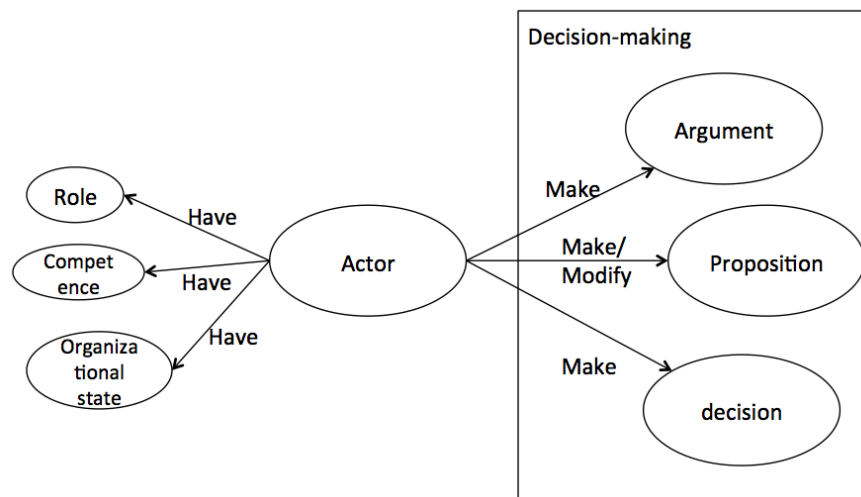 Decision-making
Argument
Make
Role
Have
Make/
Modify
Compet
ence
Have
Actor
Proposition
Organiza
tional
state
Have
Make
decision